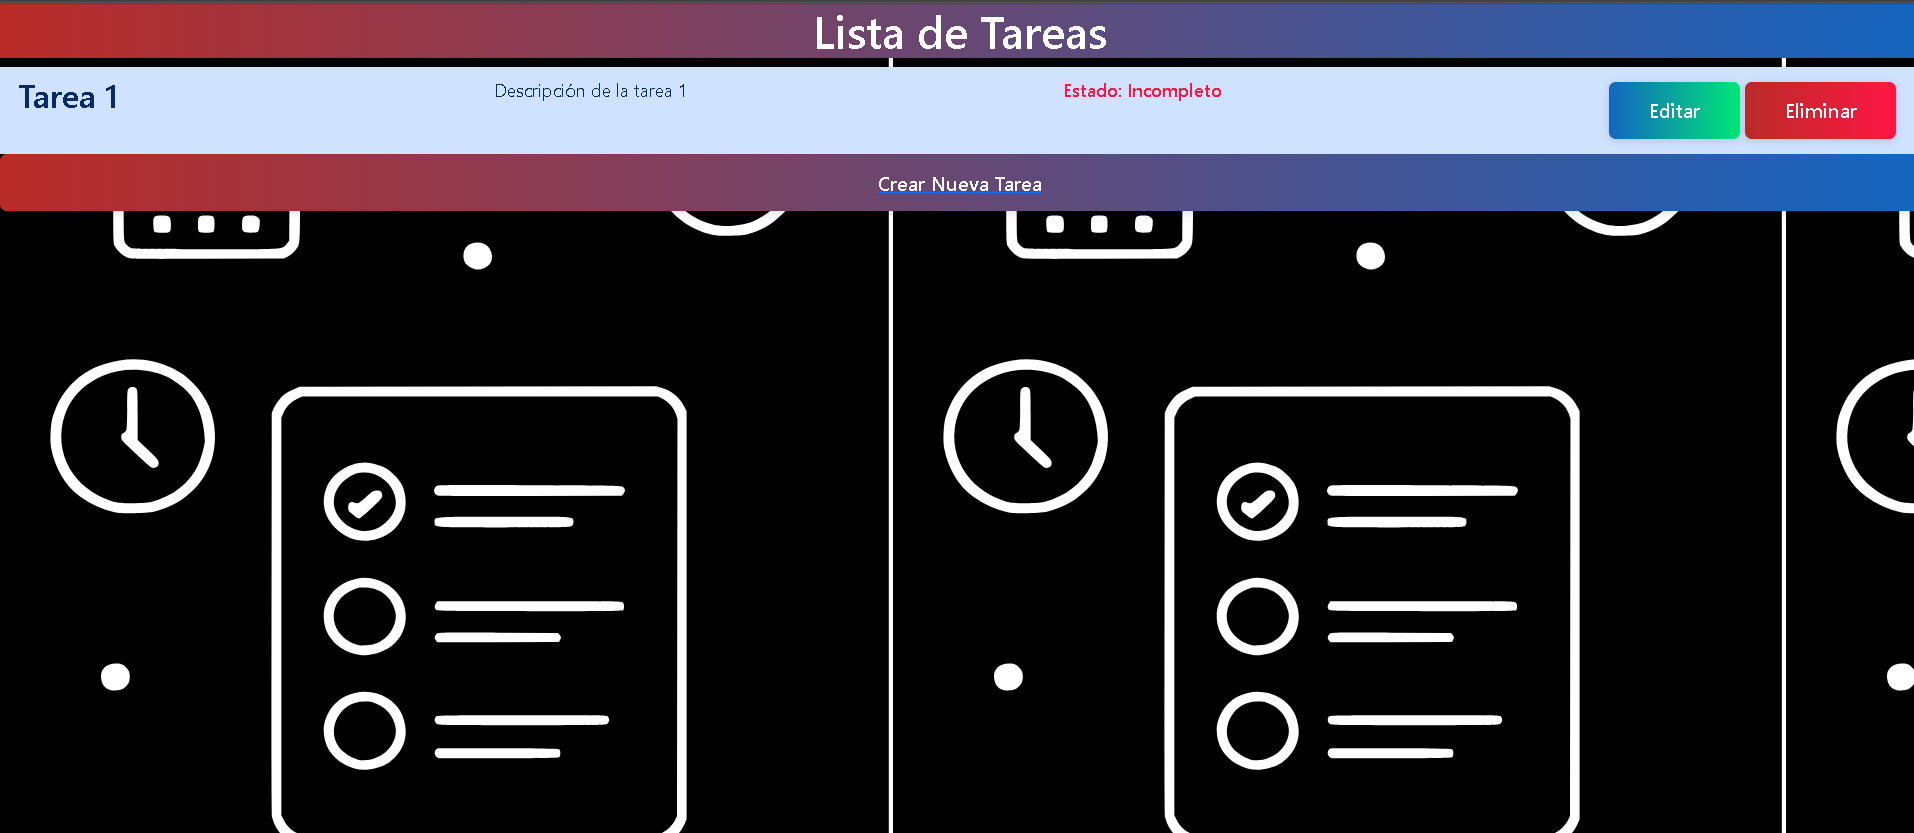 Lista de Tareas
Tarea 1
Descripción de la tarea 1
Estado: Incompleto
Editar
Eliminar
Crear Nueva Tarea